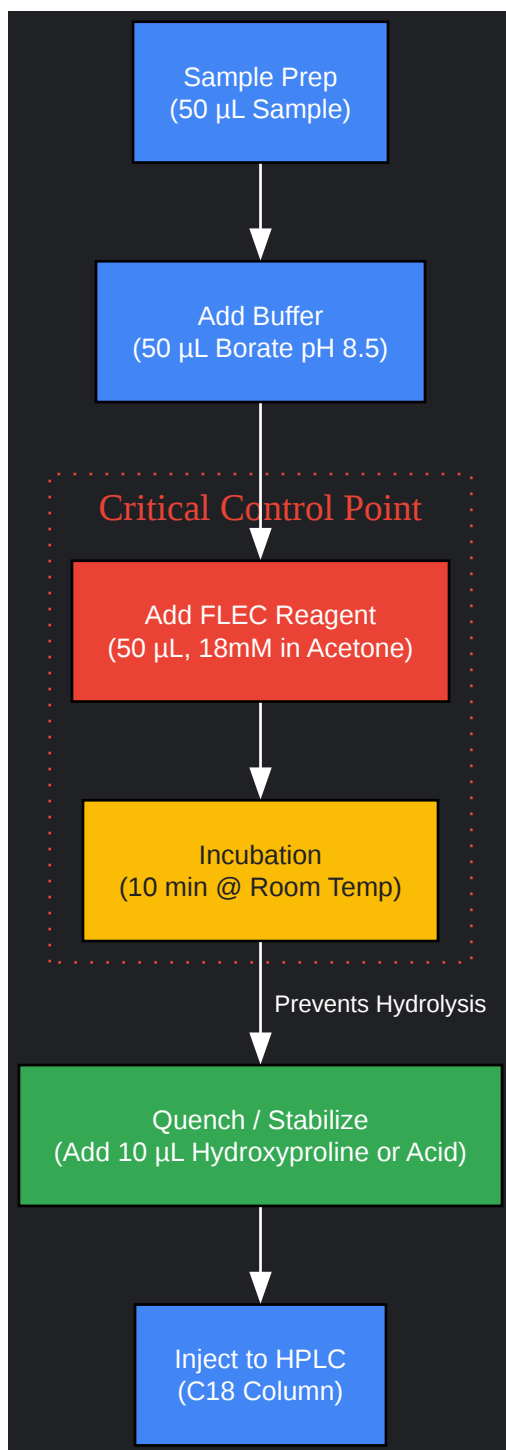 Sample Prep
(50 µL Sample)
Add Buffer
(50 µL Borate pH 8.5)
Critical Control Point
Add FLEC Reagent
(50 µL, 18mM in Acetone)
Incubation
(10 min @ Room Temp)
Prevents Hydrolysis
Quench / Stabilize
(Add 10 µL Hydroxyproline or Acid)
Inject to HPLC
(C18 Column)